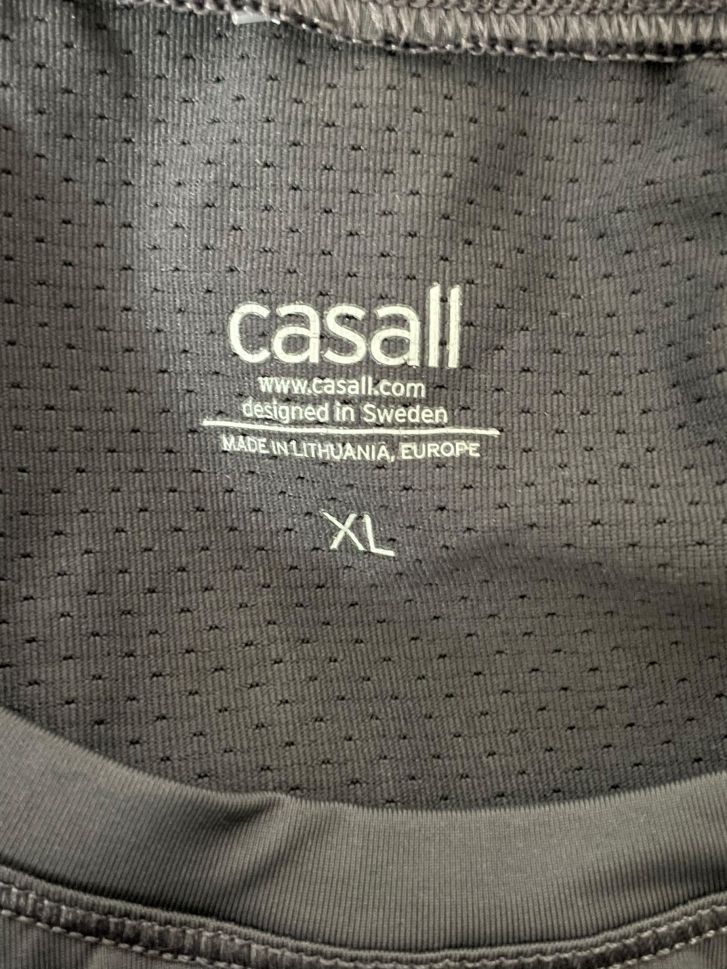 casall
www.casall.com
designed in Sweden
MADE IN LITHUANIA, EUROPE
XL